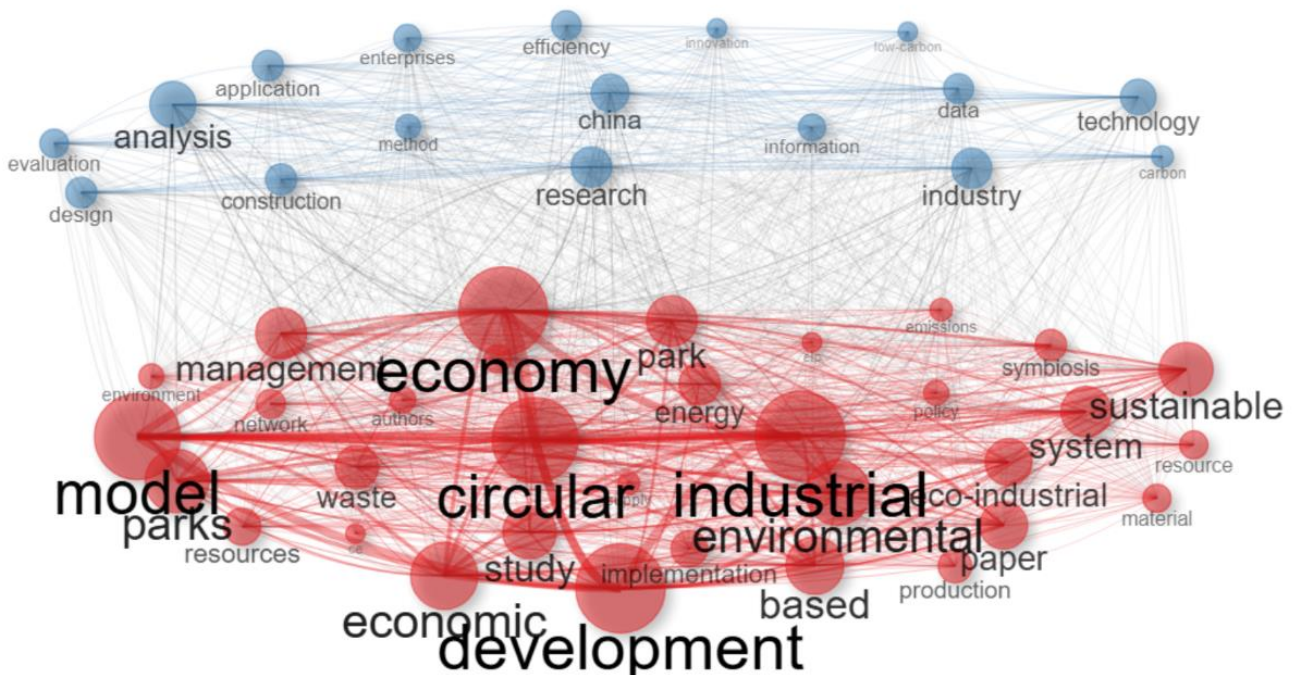 efficiency
innovation
low-carbon
enterprises
application
data
china
technology
analysis
method
information
evaluation
carbon
design
construction
research
industry
emissions
management
economy
park
symbiosis
environment
energy
policy
sustainable
network
authors
system
resource
model
waste
circular
industrial
eco-industrial
material
parks
resources
environmental
paper
study
implementation
production
economic
based
development